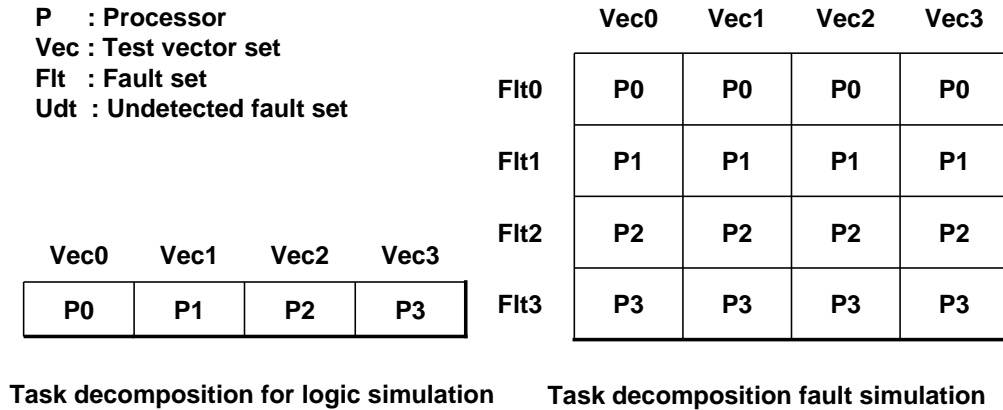 P : Processor
Vec : Test vector set
Flt : Fault set
Udt : Undetected fault set
Vec0 Vec1 Vec2 Vec3
P0 P1 P2 P3
Task decomposition for logic simulation
Vec0 Vec1 Vec2 Vec3
Flt0 P0 P0 P0 P0
Flt1 P1 P1 P1 P1
Flt2 P2 P2 P2 P2
Flt3 P3 P3 P3 P3
Task decomposition fault simulation